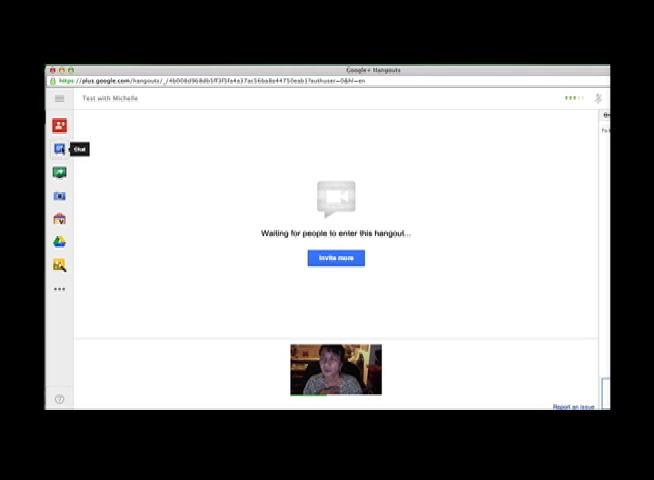 Google+ Hangouts
Test with Michelle
Chat
Waiting for people to enter this hangout...
Invite more
Report an issue